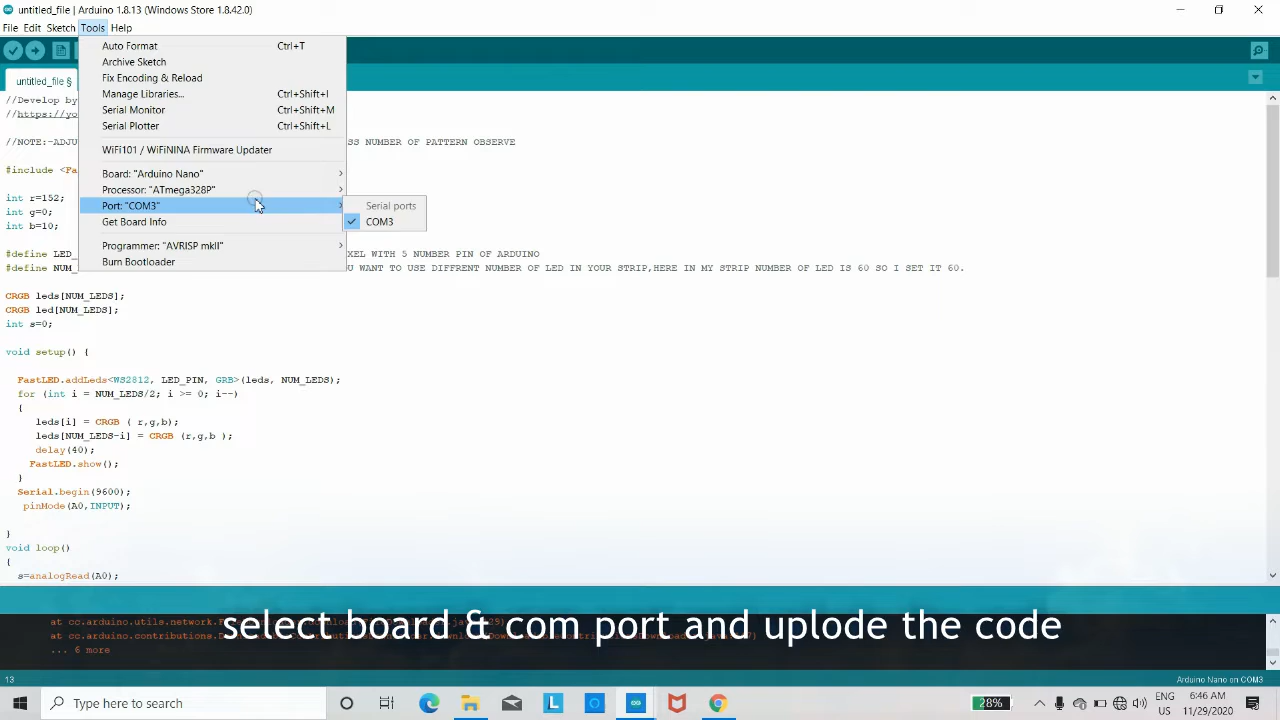 untitled_file | Arduino 1.8.13 (Windows Store 1.8.42.0)
File Edit Sketch Tools Help
Auto Format Ctrl+T
Archive Sketch
Fix Encoding & Reload
Manage Libraries... Ctrl+Shift+I
Serial Monitor Ctrl+Shift+M
Serial Plotter Ctrl+Shift+L
WiFi101 / WiFiNINA Firmware Updater
Board: "Arduino Nano"
Processor: "ATmega328P"
Port: "COM3"
Get Board Info
Programmer: "AVRISP mkII"
Burn Bootloader
Serial ports
COM3
untitled_file §
//Develop by
//https://yo
//NOTE:-ADJU SS NUMBER OF PATTERN OBSERVE
#include <Fa
int r=152;
int g=0;
int b=10;
#define LED_ XEL WITH 5 NUMBER PIN OF ARDUINO
#define NUM_ OU WANT TO USE DIFFRENT NUMBER OF LED IN YOUR STRIP,HERE IN MY STRIP NUMBER OF LED IS 60 SO I SET IT 60.
CRGB leds[NUM_LEDS];
CRGB led[NUM_LEDS];
int s=0;
void setup() {
FastLED.addLeds<WS2812, LED_PIN, GRB>(leds, NUM_LEDS);
for (int i = NUM_LEDS/2; i >= 0; i--)
{
leds[i] = CRGB ( r,g,b);
leds[NUM_LEDS-i] = CRGB (r,g,b );
delay(40);
FastLED.show();
}
Serial.begin(9600);
pinMode(A0,INPUT);
}
void loop()
{
s=analogRead(A0);
at cc.arduino.utils.network.
at cc.arduino.contributions.
... 6 more
select board & com port and uplode the code
13
Arduino Nano on COM3
Type here to search
28%
ENG
US
6:46 AM
11/29/2020